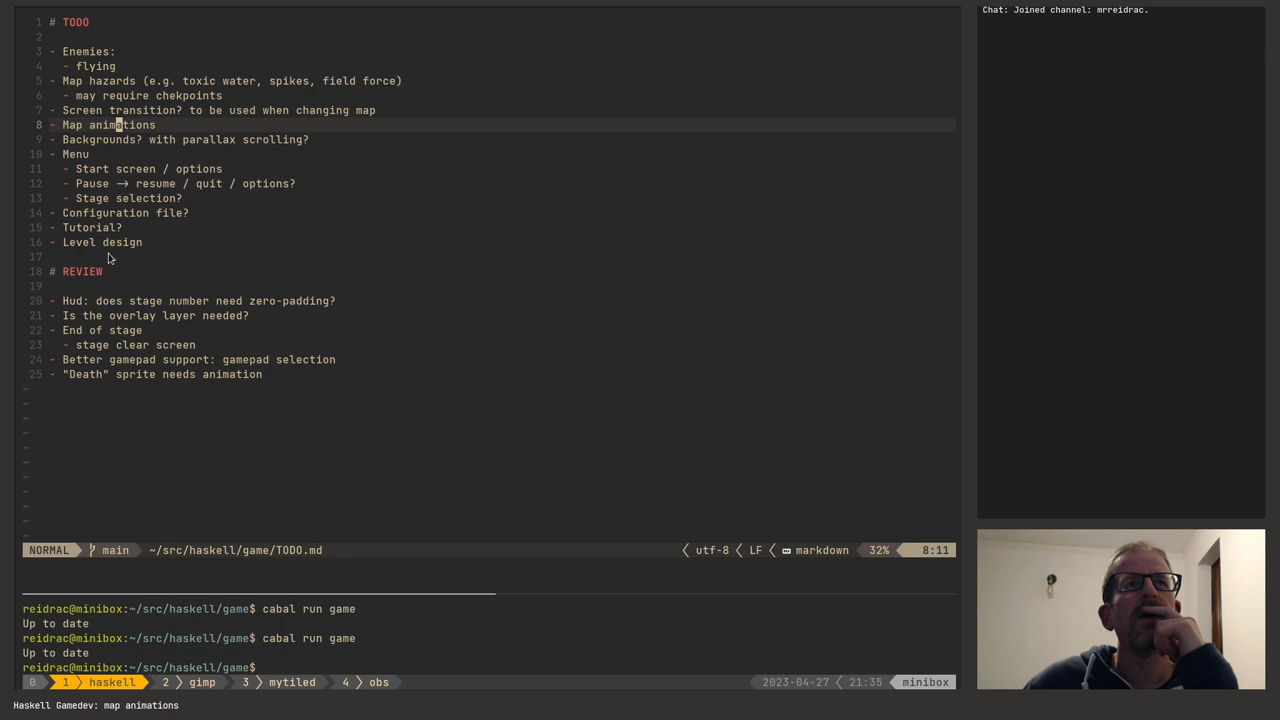 1 # TODO
2
3 - Enemies:
4 - flying
5 - Map hazards (e.g. toxic water, spikes, field force)
6 - may require chekpoints
7 - Screen transition? to be used when changing map
8 - Map animations
9 - Backgrounds? with parallax scrolling?
10 - Menu
11 - Start screen / options
12 - Pause → resume / quit / options?
13 - Stage selection?
14 - Configuration file?
15 - Tutorial?
16 - Level design
17
18 # REVIEW
19
20 - Hud: does stage number need zero-padding?
21 - Is the overlay layer needed?
22 - End of stage
23 - stage clear screen
24 - Better gamepad support: gamepad selection
25 - "Death" sprite needs animation
~
~
~
~
~
~
~
~
~
~
~
NORMAL main ~/src/haskell/game/TODO.md utf-8 LF markdown 32% 8:11
reidrac@minibox:~/src/haskell/game$ cabal run game
Up to date
reidrac@minibox:~/src/haskell/game$ cabal run game
Up to date
reidrac@minibox:~/src/haskell/game$
0 1 haskell 2 gimp 3 mytiled 4 obs 2023-04-27 21:35 minibox
Haskell Gamedev: map animations
Chat: Joined channel: mrreidrac.